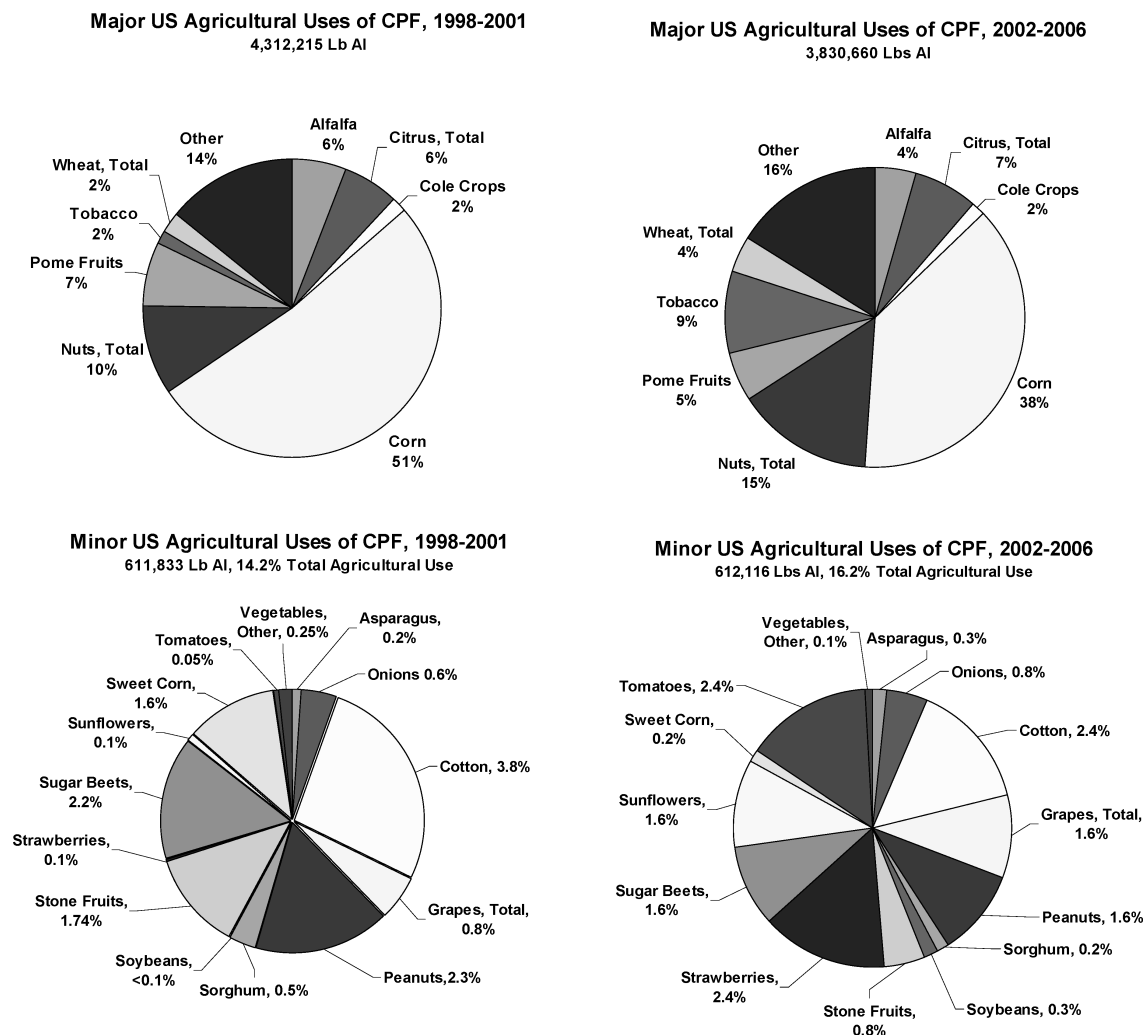 Major US Agricultural Uses of CPF, 1998-2001
4,312,215 Lb AI
Alfalfa
6%
Citrus, Total
6%
Cole Crops
2%
Corn
51%
Nuts, Total
10%
Pome Fruits
7%
Tobacco
2%
Wheat, Total
2%
Other
14%
Major US Agricultural Uses of CPF, 2002-2006
3,830,660 Lbs AI
Alfalfa
4%
Citrus, Total
7%
Cole Crops
2%
Corn
38%
Nuts, Total
15%
Pome Fruits
5%
Tobacco
9%
Wheat, Total
4%
Other
16%
Minor US Agricultural Uses of CPF, 1998-2001
611,833 Lb AI, 14.2% Total Agricultural Use
Vegetables,
Other, 0.25%
Asparagus,
0.2%
Onions 0.6%
Cotton, 3.8%
Grapes, Total,
0.8%
Peanuts,2.3%
Sorghum, 0.5%
Soybeans,
<0.1%
Stone Fruits,
1.74%
Strawberries,
0.1%
Sugar Beets,
2.2%
Sunflowers,
0.1%
Sweet Corn,
1.6%
Tomatoes,
0.05%
Minor US Agricultural Uses of CPF, 2002-2006
612,116 Lbs AI, 16.2% Total Agricultural Use
Vegetables,
Other, 0.1%
Asparagus, 0.3%
Onions, 0.8%
Cotton, 2.4%
Grapes, Total,
1.6%
Peanuts, 1.6%
Sorghum, 0.2%
Soybeans, 0.3%
Stone Fruits,
0.8%
Strawberries,
2.4%
Sugar Beets,
1.6%
Sunflowers,
1.6%
Sweet Corn,
0.2%
Tomatoes, 2.4%